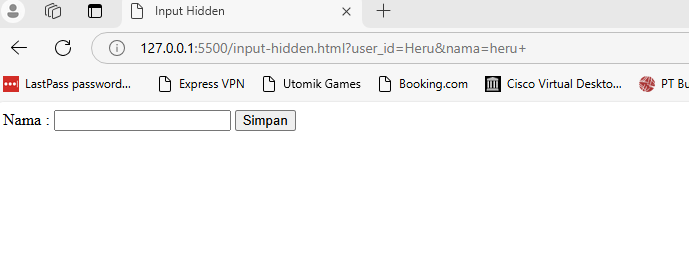 Input Hidden
127.0.0.1:5500/input-hidden.html?user_id=Heru&nama=heru+
LastPass password... Express VPN Utomik Games Booking.com Cisco Virtual Deskto... PT Bu
Nama : Simpan